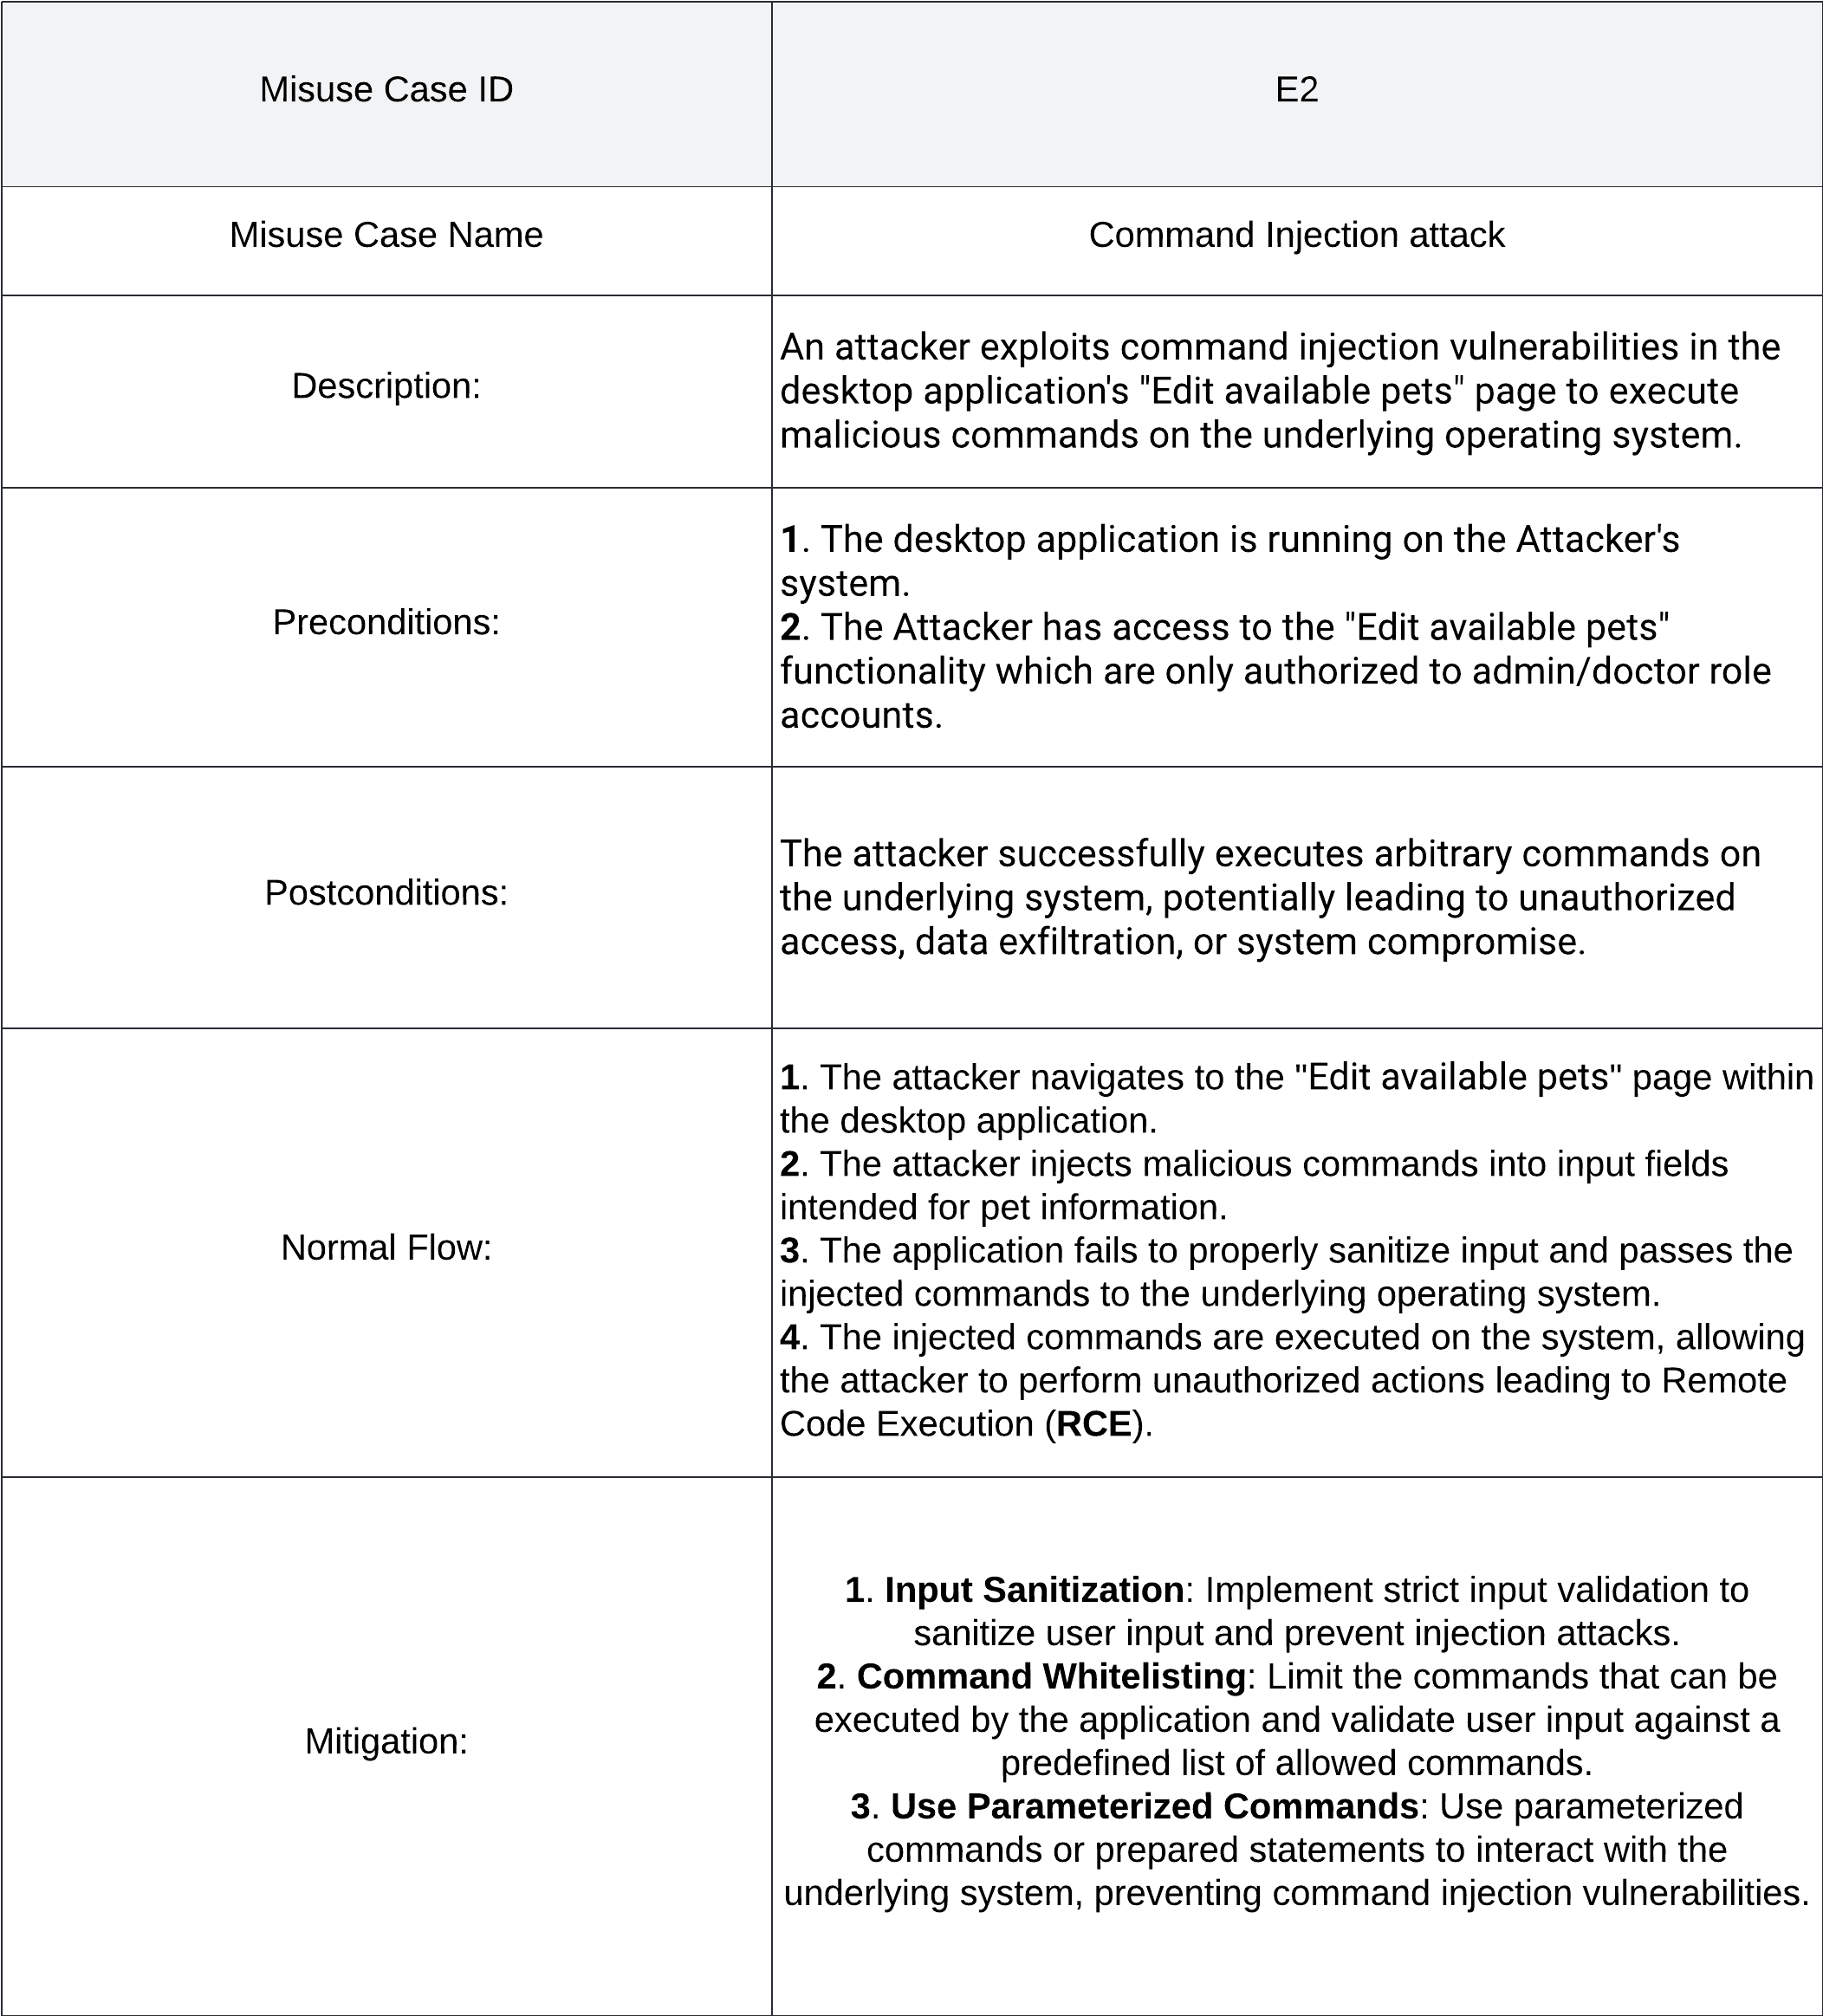 Misuse Case ID
E2
Misuse Case Name
Command Injection attack
Description:
An attacker exploits command injection vulnerabilities in the
desktop application's "Edit available pets" page to execute
malicious commands on the underlying operating system.
Preconditions:
1. The desktop application is running on the Attacker's
system.
2. The Attacker has access to the "Edit available pets"
functionality which are only authorized to admin/doctor role
accounts.
Postconditions:
The attacker successfully executes arbitrary commands on
the underlying system, potentially leading to unauthorized
access, data exfiltration, or system compromise.
Normal Flow:
1. The attacker navigates to the "Edit available pets" page within
the desktop application.
2. The attacker injects malicious commands into input fields
intended for pet information.
3. The application fails to properly sanitize input and passes the
injected commands to the underlying operating system.
4. The injected commands are executed on the system, allowing
the attacker to perform unauthorized actions leading to Remote
Code Execution (RCE).
Mitigation:
1. Input Sanitization: Implement strict input validation to
sanitize user input and prevent injection attacks.
2. Command Whitelisting: Limit the commands that can be
executed by the application and validate user input against a
predefined list of allowed commands.
3. Use Parameterized Commands: Use parameterized
commands or prepared statements to interact with the
underlying system, preventing command injection vulnerabilities.